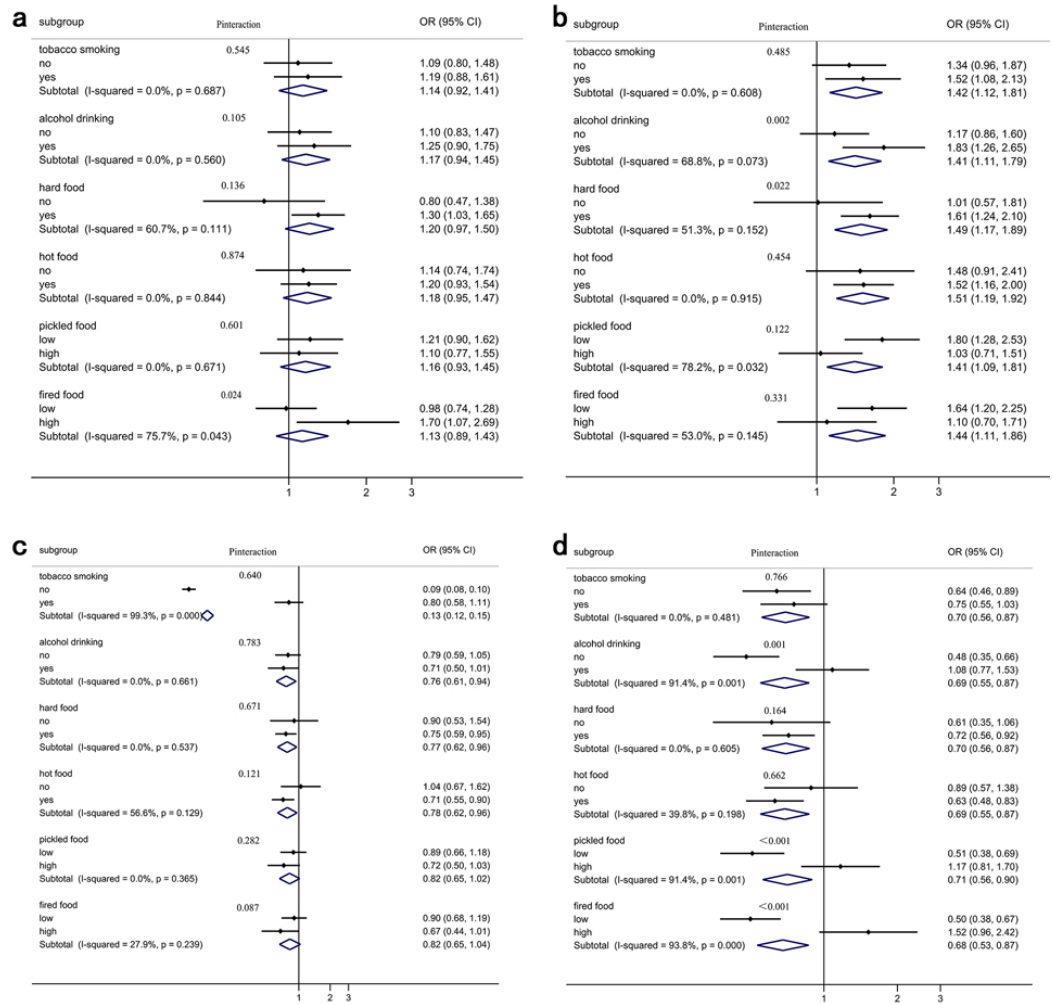 a
subgroup Pinteraction OR (95% CI)
tobacco smoking 0.545
no 1.09 (0.80, 1.48)
yes 1.19 (0.88, 1.61)
Subtotal (I-squared = 0.0%, p = 0.687) 1.14 (0.92, 1.41)
alcohol drinking 0.105
no 1.10 (0.83, 1.47)
yes 1.25 (0.90, 1.75)
Subtotal (I-squared = 0.0%, p = 0.560) 1.17 (0.94, 1.45)
hard food 0.136
no 0.80 (0.47, 1.38)
yes 1.30 (1.03, 1.65)
Subtotal (I-squared = 60.7%, p = 0.111) 1.20 (0.97, 1.50)
hot food 0.874
no 1.14 (0.74, 1.74)
yes 1.20 (0.93, 1.54)
Subtotal (I-squared = 0.0%, p = 0.844) 1.18 (0.95, 1.47)
pickled food 0.601
low 1.21 (0.90, 1.62)
high 1.10 (0.77, 1.55)
Subtotal (I-squared = 0.0%, p = 0.671) 1.16 (0.93, 1.45)
fired food 0.024
low 0.98 (0.74, 1.28)
high 1.70 (1.07, 2.69)
Subtotal (I-squared = 75.7%, p = 0.043) 1.13 (0.89, 1.43)
1 2 3
b
subgroup Pinteraction OR (95% CI)
tobacco smoking 0.485
no 1.34 (0.96, 1.87)
yes 1.52 (1.08, 2.13)
Subtotal (I-squared = 0.0%, p = 0.608) 1.42 (1.12, 1.81)
alcohol drinking 0.002
no 1.17 (0.86, 1.60)
yes 1.83 (1.26, 2.65)
Subtotal (I-squared = 68.8%, p = 0.073) 1.41 (1.11, 1.79)
hard food 0.022
no 1.01 (0.57, 1.81)
yes 1.61 (1.24, 2.10)
Subtotal (I-squared = 51.3%, p = 0.152) 1.49 (1.17, 1.89)
hot food 0.454
no 1.48 (0.91, 2.41)
yes 1.52 (1.16, 2.00)
Subtotal (I-squared = 0.0%, p = 0.915) 1.51 (1.19, 1.92)
pickled food 0.122
low 1.80 (1.28, 2.53)
high 1.03 (0.71, 1.51)
Subtotal (I-squared = 78.2%, p = 0.032) 1.41 (1.09, 1.81)
fired food 0.331
low 1.64 (1.20, 2.25)
high 1.10 (0.70, 1.71)
Subtotal (I-squared = 53.0%, p = 0.145) 1.44 (1.11, 1.86)
1 2 3
c
subgroup Pinteraction OR (95% CI)
tobacco smoking 0.640
no 0.09 (0.08, 0.10)
yes 0.80 (0.58, 1.11)
Subtotal (I-squared = 99.3%, p = 0.000) 0.13 (0.12, 0.15)
alcohol drinking 0.783
no 0.79 (0.59, 1.05)
yes 0.71 (0.50, 1.01)
Subtotal (I-squared = 0.0%, p = 0.661) 0.76 (0.61, 0.94)
hard food 0.671
no 0.90 (0.53, 1.54)
yes 0.75 (0.59, 0.95)
Subtotal (I-squared = 0.0%, p = 0.537) 0.77 (0.62, 0.96)
hot food 0.121
no 1.04 (0.67, 1.62)
yes 0.71 (0.55, 0.90)
Subtotal (I-squared = 56.6%, p = 0.129) 0.78 (0.62, 0.96)
pickled food 0.282
low 0.89 (0.66, 1.18)
high 0.72 (0.50, 1.03)
Subtotal (I-squared = 0.0%, p = 0.365) 0.82 (0.65, 1.02)
fired food 0.087
low 0.90 (0.68, 1.19)
high 0.67 (0.44, 1.01)
Subtotal (I-squared = 27.9%, p = 0.239) 0.82 (0.65, 1.04)
1 2 3
d
subgroup Pinteraction OR (95% CI)
tobacco smoking 0.766
no 0.64 (0.46, 0.89)
yes 0.75 (0.55, 1.03)
Subtotal (I-squared = 0.0%, p = 0.481) 0.70 (0.56, 0.87)
alcohol drinking 0.001
no 0.48 (0.35, 0.66)
yes 1.08 (0.77, 1.53)
Subtotal (I-squared = 91.4%, p = 0.001) 0.69 (0.55, 0.87)
hard food 0.164
no 0.61 (0.35, 1.06)
yes 0.72 (0.56, 0.92)
Subtotal (I-squared = 0.0%, p = 0.605) 0.70 (0.56, 0.87)
hot food 0.662
no 0.89 (0.57, 1.38)
yes 0.63 (0.48, 0.83)
Subtotal (I-squared = 39.8%, p = 0.198) 0.69 (0.55, 0.87)
pickled food <0.001
low 0.51 (0.38, 0.69)
high 1.17 (0.81, 1.70)
Subtotal (I-squared = 91.4%, p = 0.001) 0.71 (0.56, 0.90)
fired food <0.001
low 0.50 (0.38, 0.67)
high 1.52 (0.96, 2.42)
Subtotal (I-squared = 93.8%, p = 0.000) 0.68 (0.53, 0.87)
1 2 3